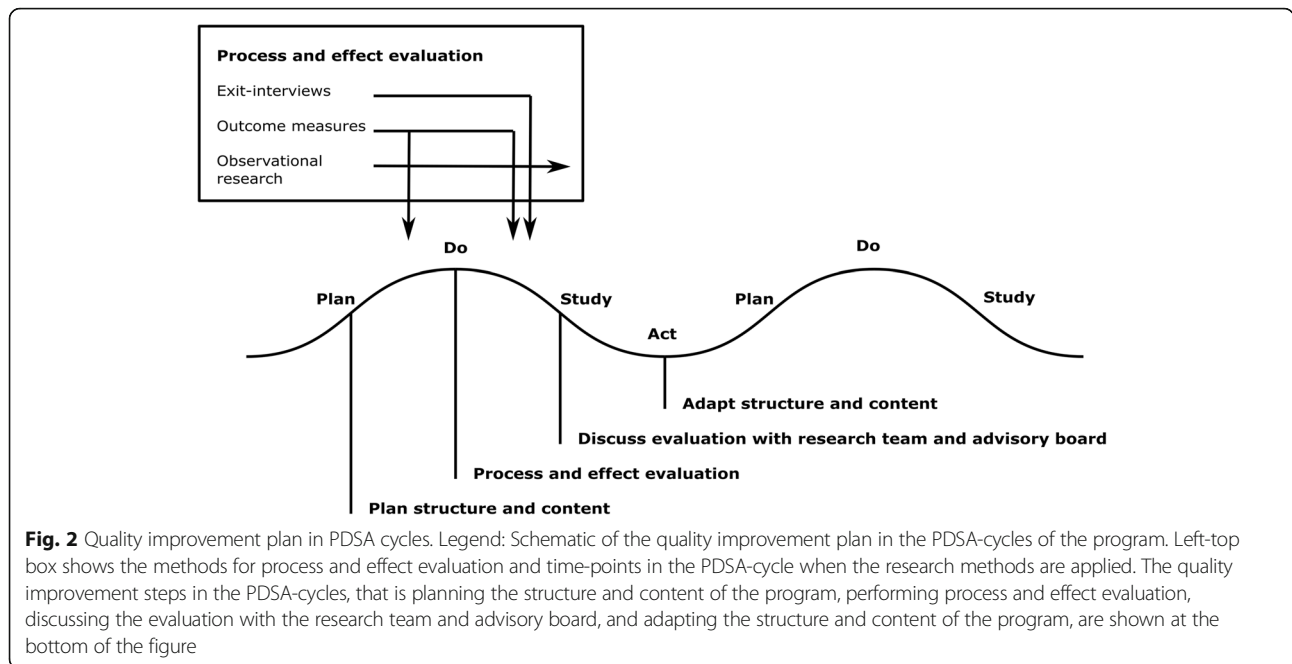 Process and effect evaluation
Exit-interviews
Outcome measures
Observational
research
Do
Do
Plan
Study
Plan
Study
Act
Adapt structure and content
Discuss evaluation with research team and advisory board
Process and effect evaluation
Plan structure and content
Fig. 2 Quality improvement plan in PDSA cycles. Legend: Schematic of the quality improvement plan in the PDSA-cycles of the program. Left-top
box shows the methods for process and effect evaluation and time-points in the PDSA-cycle when the research methods are applied. The quality
improvement steps in the PDSA-cycles, that is planning the structure and content of the program, performing process and effect evaluation,
discussing the evaluation with the research team and advisory board, and adapting the structure and content of the program, are shown at the
bottom of the figure